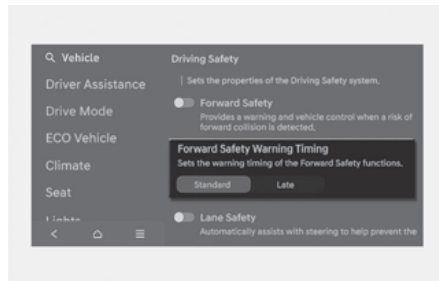 Vehicle
Driver Assistance
Drive Mode
ECO Vehicle
Climate
Seat
Lights
Driving Safety
Sets the properties of the Driving Safety system.
Forward Safety
Provides a warning and vehicle control when a risk of
forward collision is detected.
Forward Safety Warning Timing
Sets the warning timing of the Forward Safety functions.
Standard Late
Lane Safety
Automatically assists with steering to help prevent the